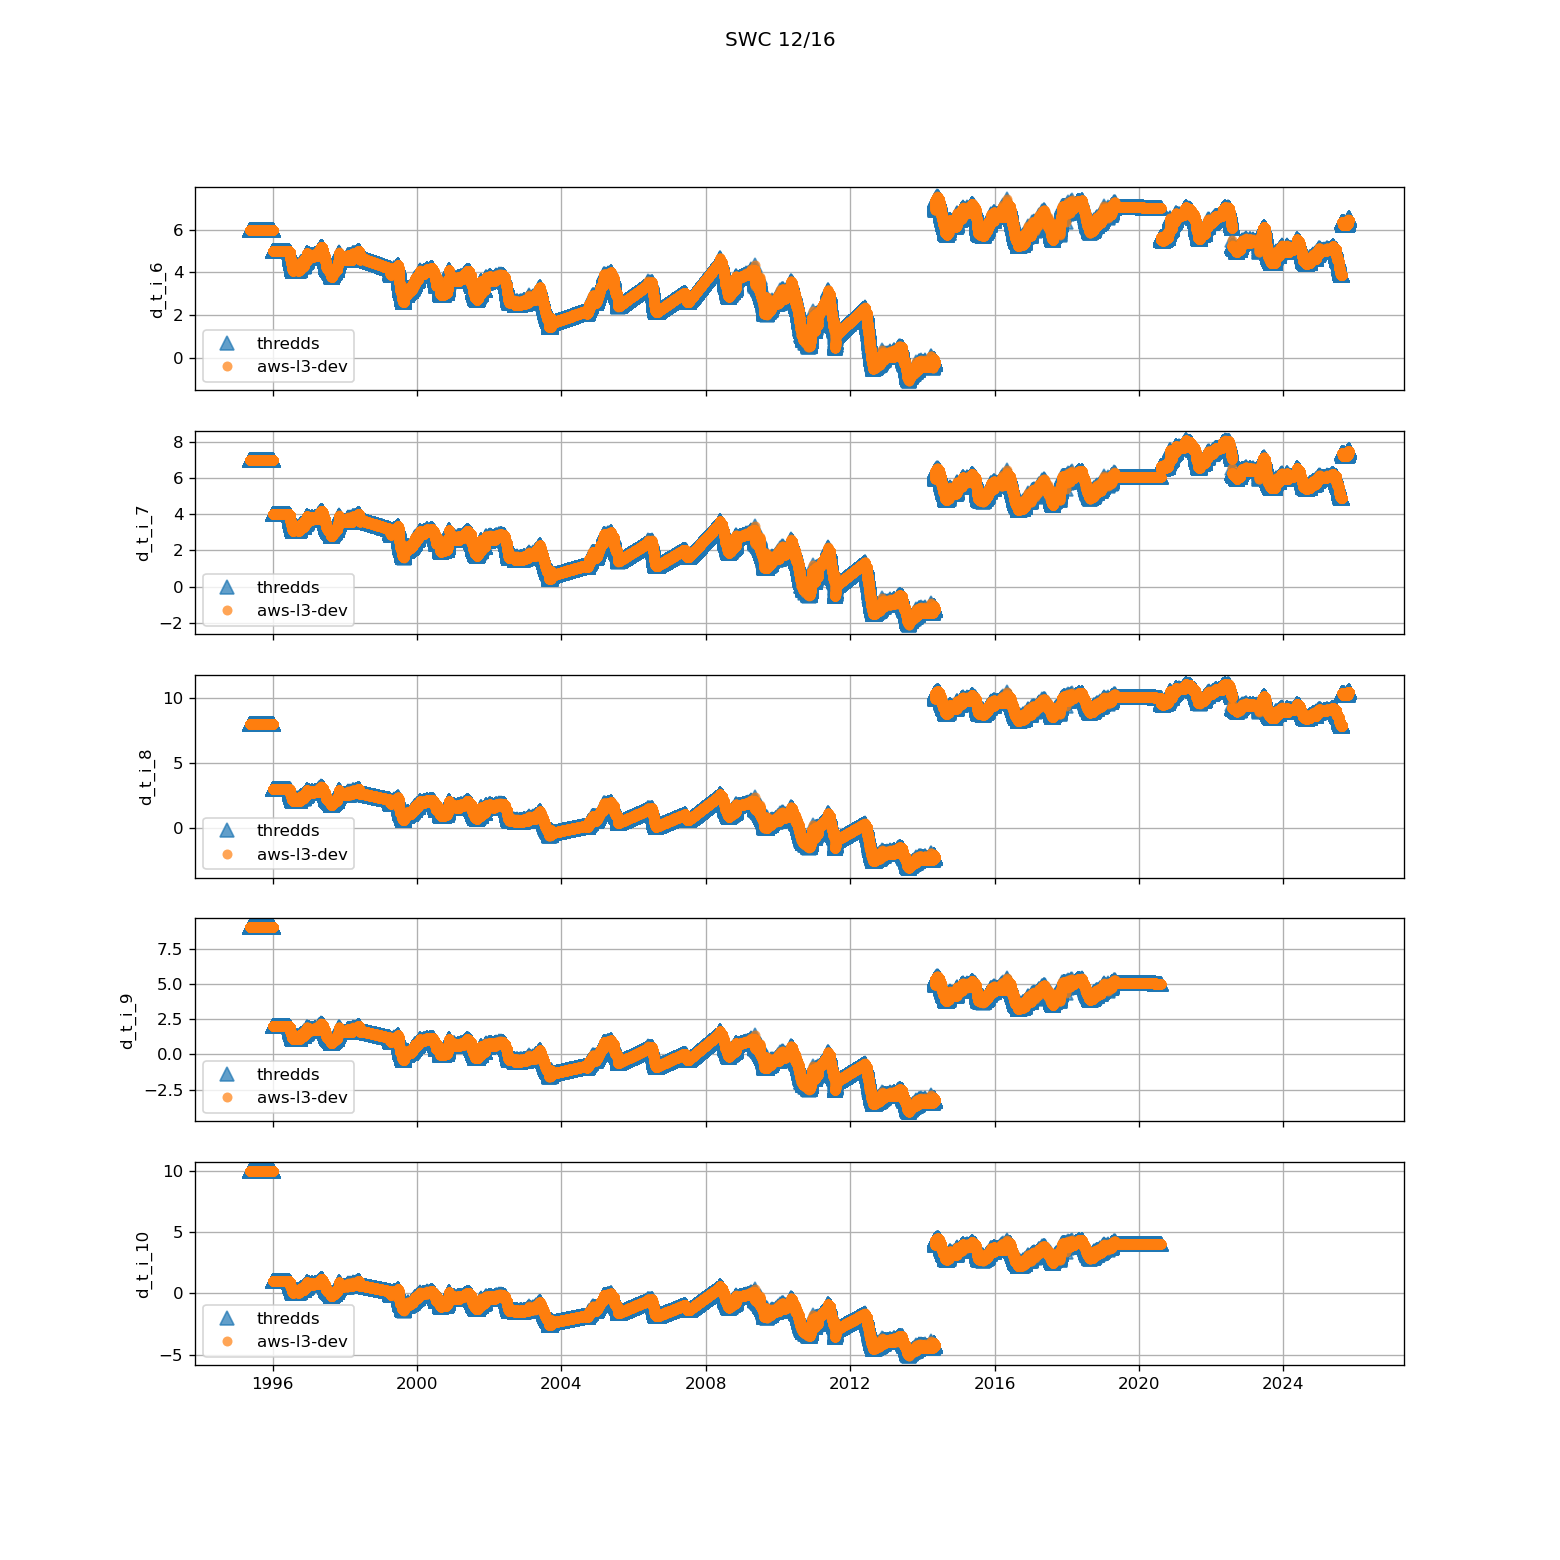 SWC 12/16
d_t_i_6
6
4
2
0
thredds
aws-l3-dev
d_t_i_7
8
6
4
2
0
−2
thredds
aws-l3-dev
d_t_i_8
10
5
0
thredds
aws-l3-dev
d_t_i_9
7.5
5.0
2.5
0.0
−2.5
thredds
aws-l3-dev
d_t_i_10
10
5
0
−5
thredds
aws-l3-dev
1996 2000 2004 2008 2012 2016 2020 2024